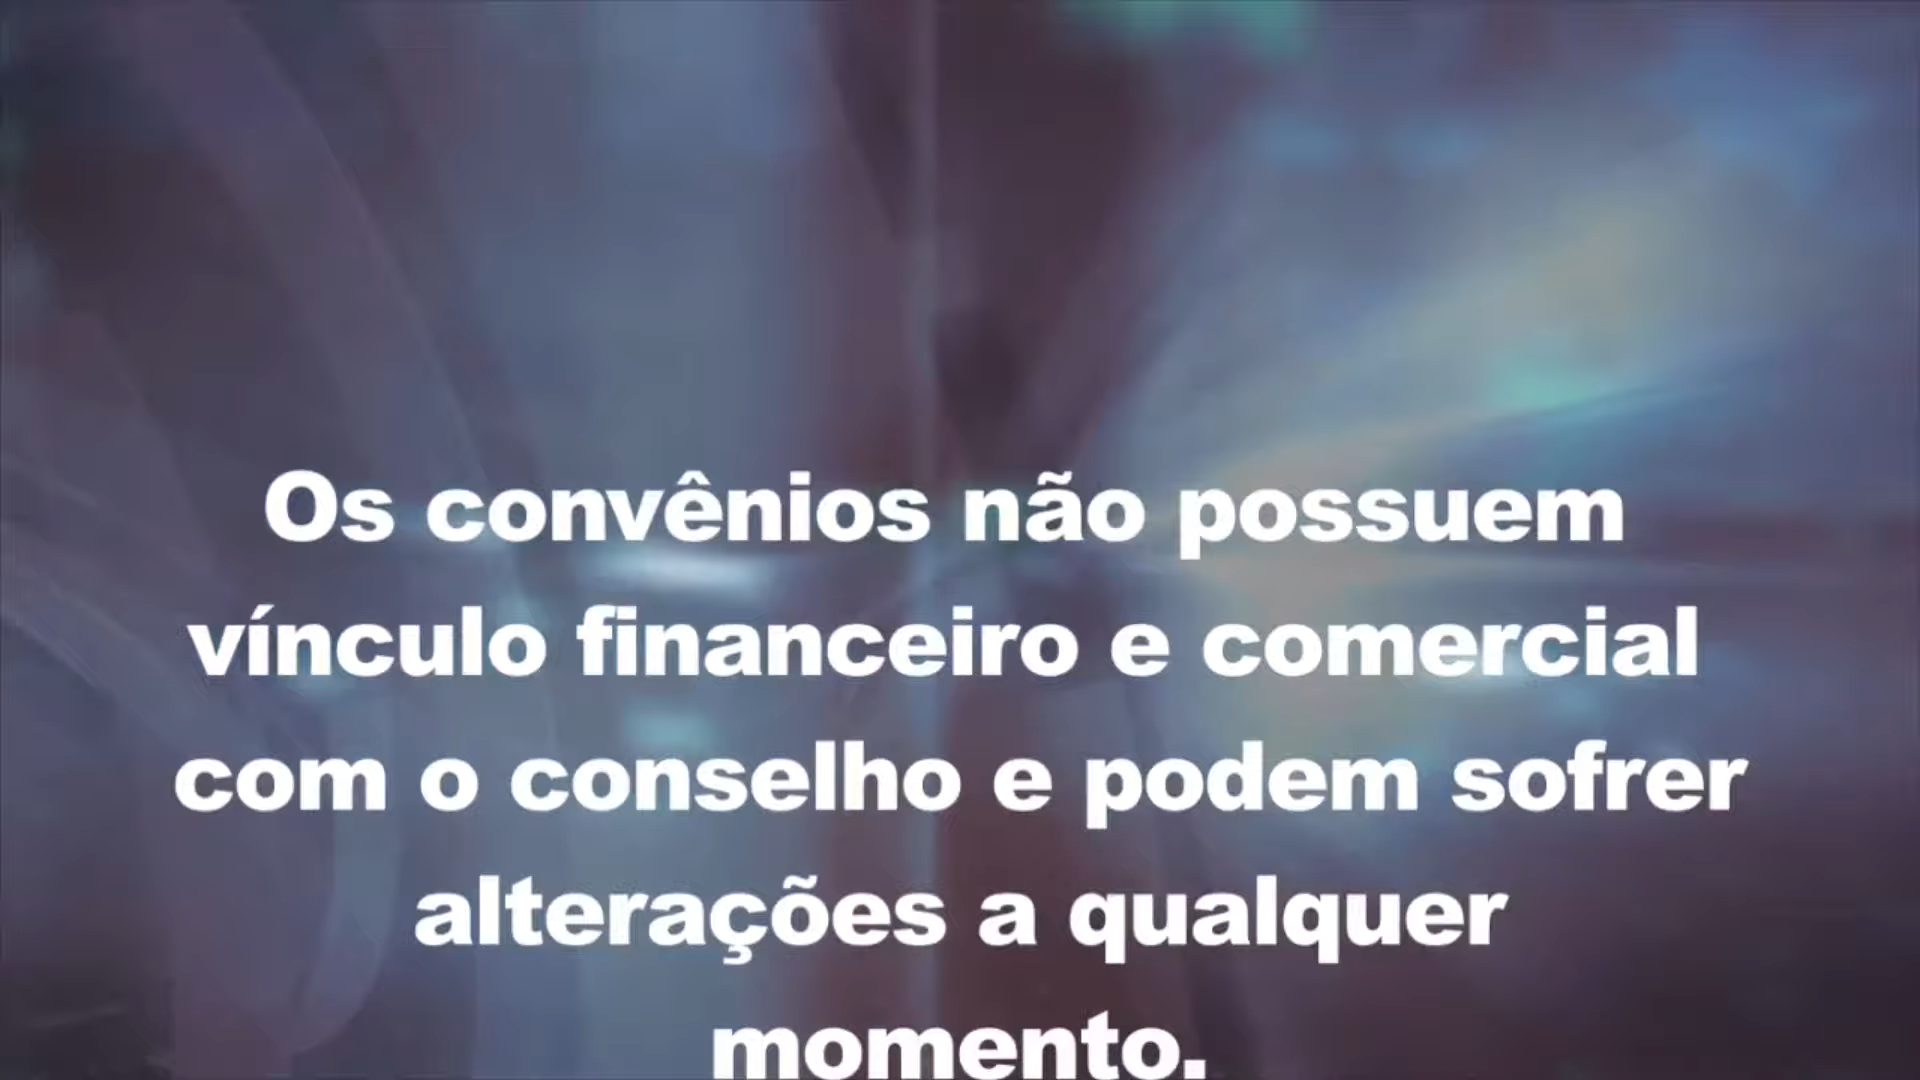 Os convênios não possuem
vínculo financeiro e comercial
com o conselho e podem sofrer
alterações a qualquer
momento.